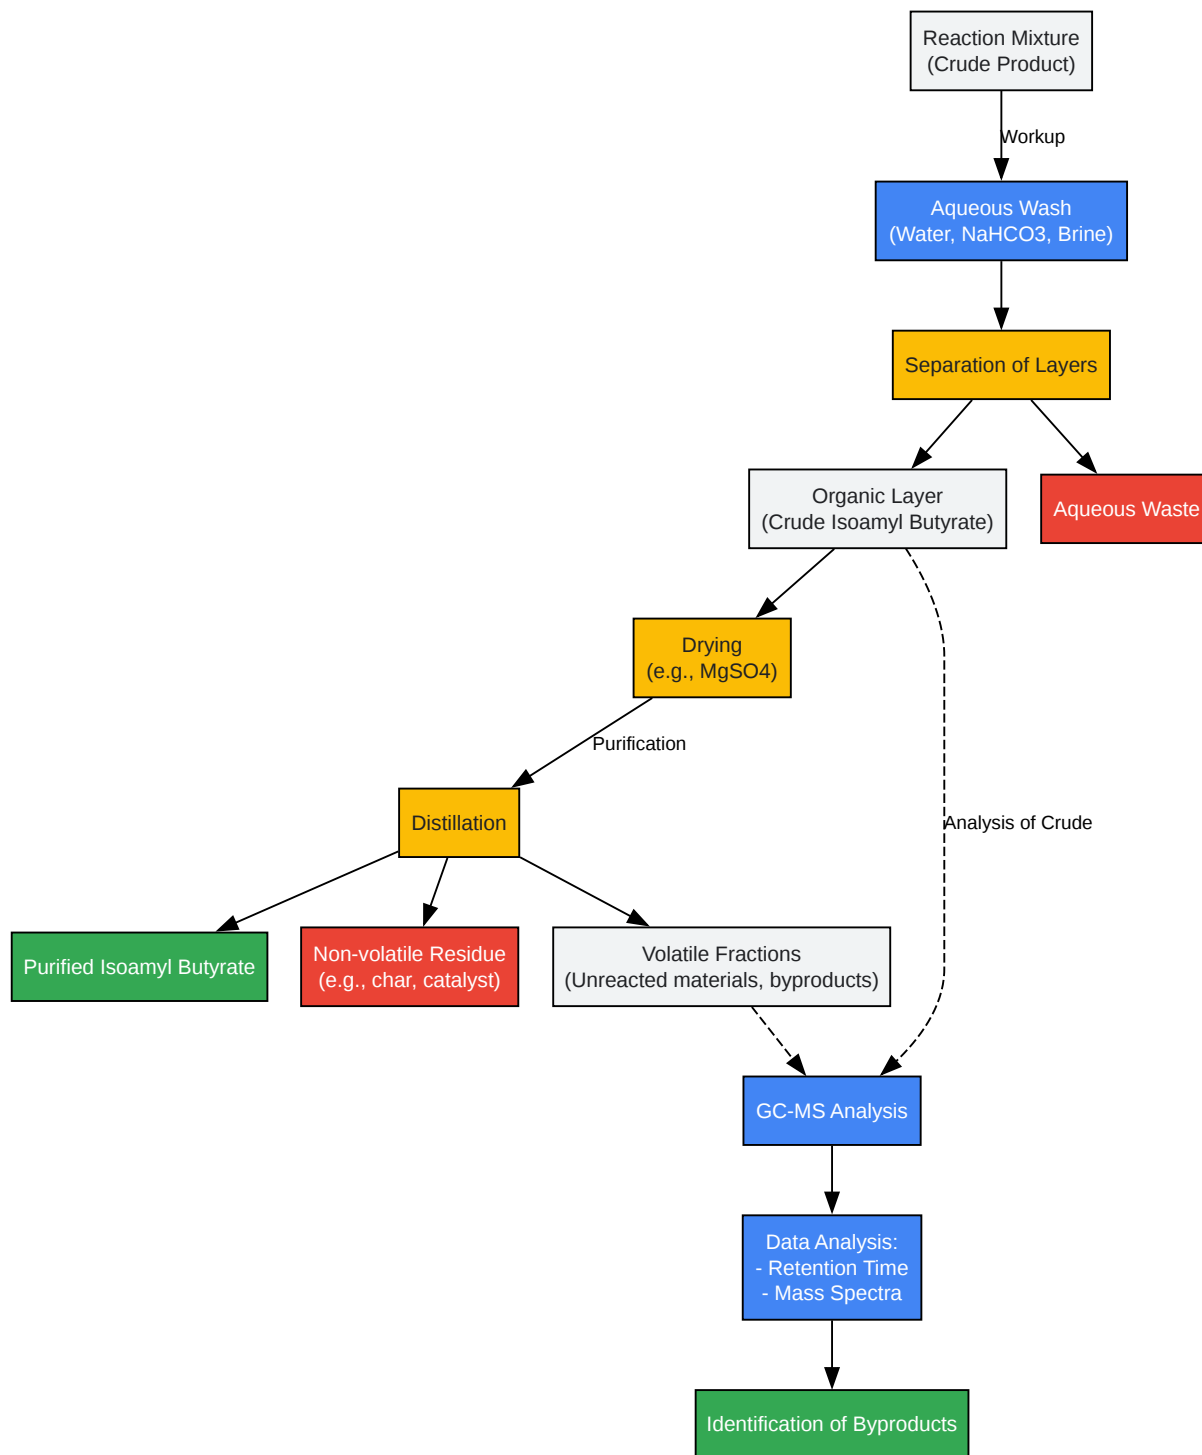 Reaction Mixture
(Crude Product)
Workup
Aqueous Wash
(Water, NaHCO3, Brine)
Separation of Layers
Organic Layer
(Crude Isoamyl Butyrate)
Aqueous Waste
Drying
(e.g., MgSO4)
Purification
Distillation
Analysis of Crude
Purified Isoamyl Butyrate
Non-volatile Residue
(e.g., char, catalyst)
Volatile Fractions
(Unreacted materials, byproducts)
GC-MS Analysis
Data Analysis:
- Retention Time
- Mass Spectra
Identification of Byproducts